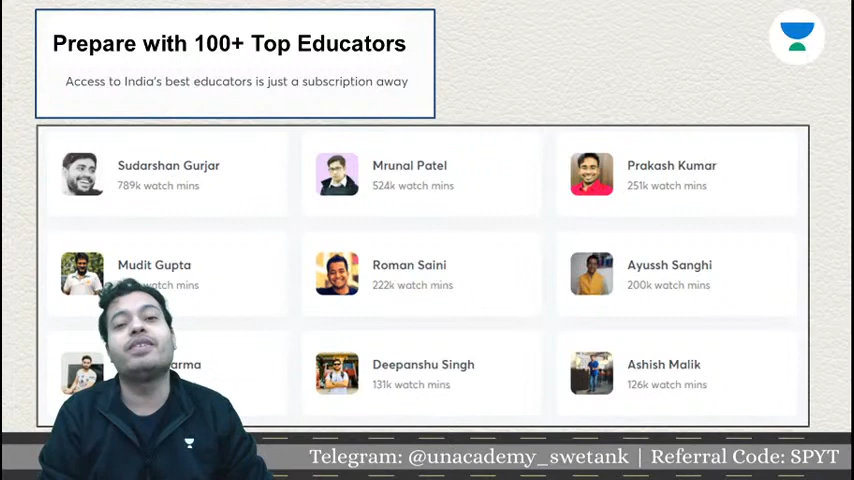 Prepare with 100+ Top Educators
Access to India's best educators is just a subscription away
Sudarshan Gurjar
789k watch mins
Mrunal Patel
524k watch mins
Prakash Kumar
251k watch mins
Mudit Gupta
watch mins
Roman Saini
222k watch mins
Ayussh Sanghi
200k watch mins
Deepanshu Singh
131k watch mins
Ashish Malik
126k watch mins
Telegram: @unacademy_swetank | Referral Code: SPYT